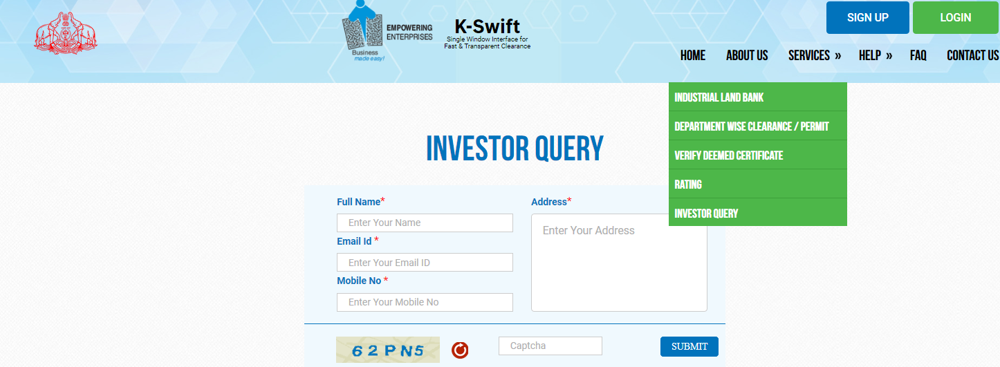 SIGN UP
LOGIN
EMPOWERING
ENTERPRISES
Business
made easy!
K-Swift
Single Window Interface for
Fast & Transparent Clearance
HOME ABOUT US SERVICES » HELP » FAQ CONTACT US
INDUSTRIAL LAND BANK
DEPARTMENT WISE CLEARANCE / PERMIT
VERIFY DEEMED CERTIFICATE
RATING
INVESTOR QUERY
INVESTOR QUERY
Full Name*
Enter Your Name
Email Id *
Enter Your Email ID
Mobile No *
Enter Your Mobile No
Address*
Enter Your Address
62PN5
Captcha
SUBMIT